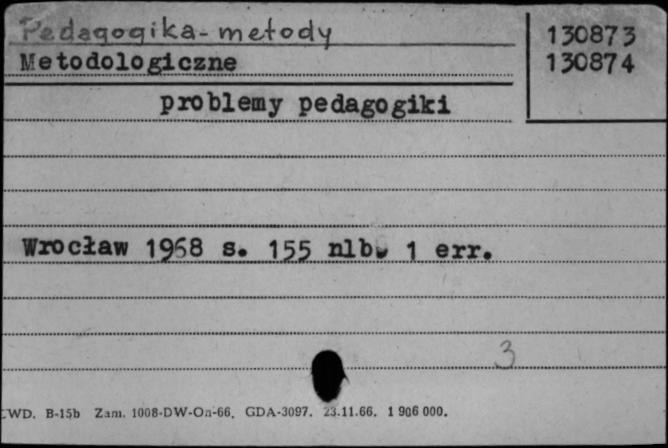 Pedagogika-metody
130873
Metodologiczne
130874
problemy pedagogiki
Wrocław 1968 s. 155 nlb. 1 err.
3
CWD. B-15b Zam. 1008-DW-On-66. GDA-3097. 23.11.66. 1 906 000.